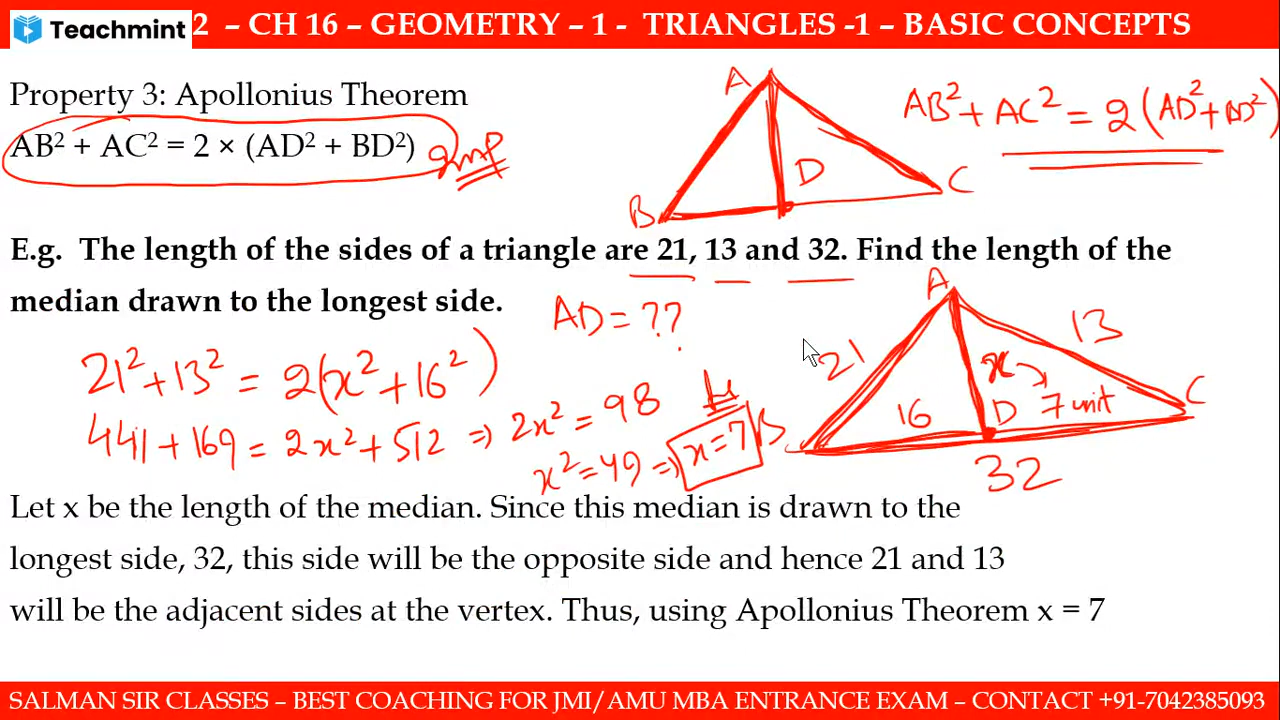 Teachmint 2 – CH 16 – GEOMETRY – 1 - TRIANGLES -1 – BASIC CONCEPTS
Property 3: Apollonius Theorem
AB² + AC² = 2 × (AD² + BD²) Imp
A
B
D
C
AB² + AC² = 2(AD² + BD²)
E.g. The length of the sides of a triangle are 21, 13 and 32. Find the length of the
median drawn to the longest side.
AD = ??
21² + 13² = 2(x² + 16²)
441 + 169 = 2x² + 512 ⇒ 2x² = 98
x² = 49 ⇒ x = 7
A
21
13
x
7 unit
16
D
B
C
32
Let x be the length of the median. Since this median is drawn to the
longest side, 32, this side will be the opposite side and hence 21 and 13
will be the adjacent sides at the vertex. Thus, using Apollonius Theorem x = 7
SALMAN SIR CLASSES – BEST COACHING FOR JMI/AMU MBA ENTRANCE EXAM – CONTACT +91-7042385093